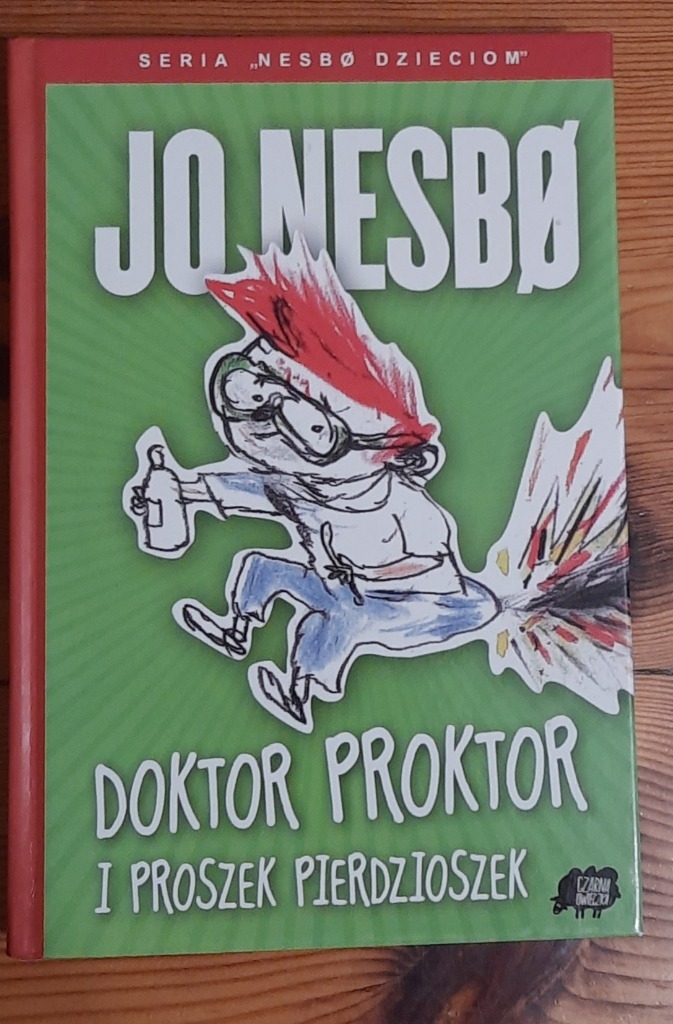 SERIA „NESBØ DZIECIOM”
JO NESBØ
DOKTOR PROKTOR
I PROSZEK PIERDZIOSZEK
CZARNA
OWIECZKA